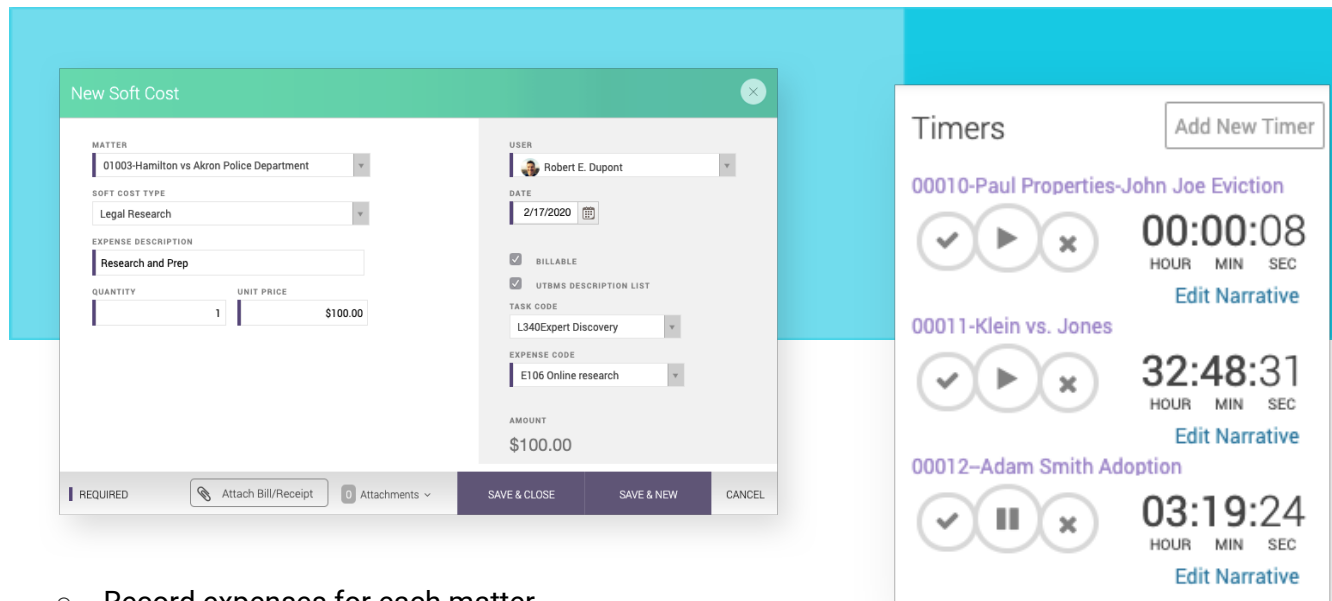 New Soft Cost
MATTER
01003-Hamilton vs Akron Police Department
SOFT COST TYPE
Legal Research
EXPENSE DESCRIPTION
Research and Prep
QUANTITY UNIT PRICE
1 $100.00
USER
Robert E. Dupont
DATE
2/17/2020
BILLABLE
UTBMS DESCRIPTION LIST
TASK CODE
L340Expert Discovery
EXPENSE CODE
E106 Online research
AMOUNT
$100.00
REQUIRED Attach Bill/Receipt 0 Attachments SAVE & CLOSE SAVE & NEW CANCEL
Timers Add New Timer
00010-Paul Properties-John Joe Eviction
00:00:08
HOUR MIN SEC
Edit Narrative
00011-Klein vs. Jones
32:48:31
HOUR MIN SEC
Edit Narrative
00012–Adam Smith Adoption
03:19:24
HOUR MIN SEC
Edit Narrative
Record expenses for each matter